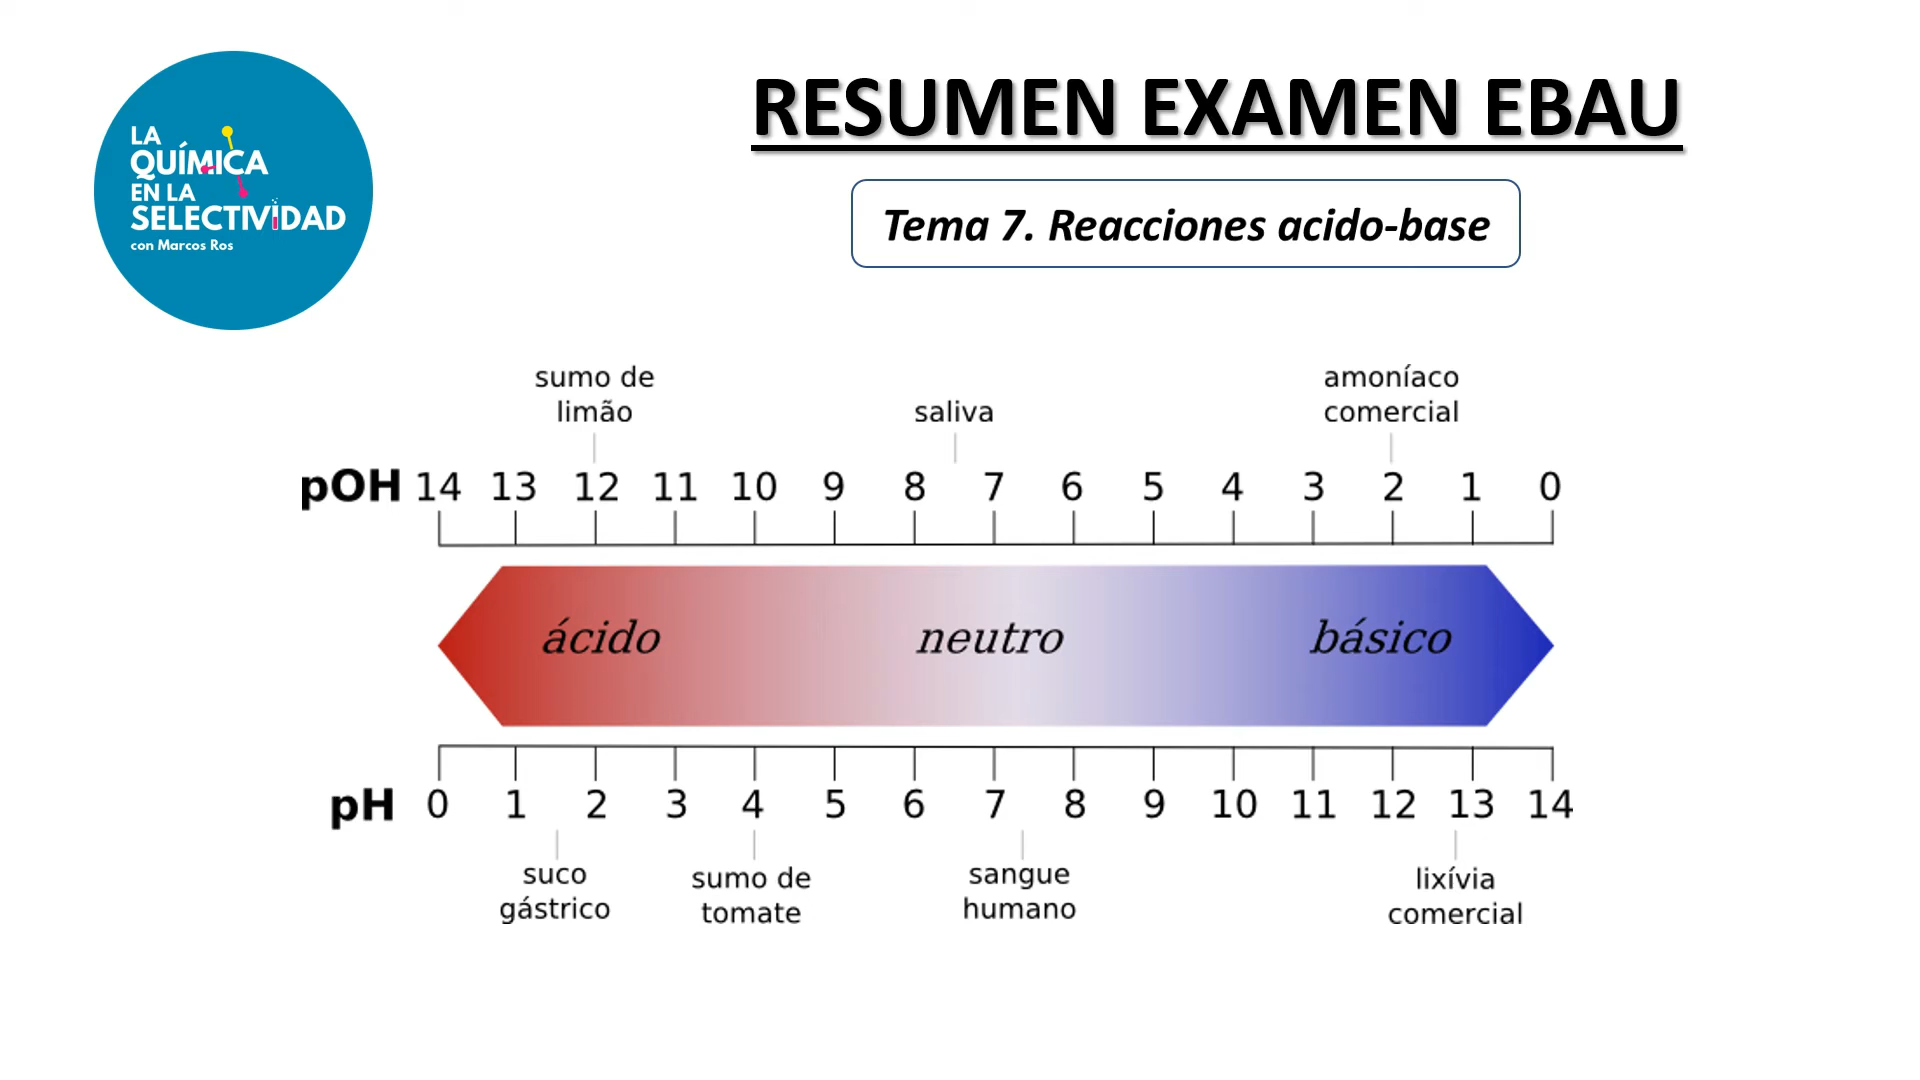 LA
QUÍMICA
EN LA
SELECTIVIDAD
con Marcos Ros
RESUMEN EXAMEN EBAU
Tema 7. Reacciones acido-base
sumo de
limão
saliva
amoníaco
comercial
pOH 14 13 12 11 10 9 8 7 6 5 4 3 2 1 0
ácido neutro básico
pH 0 1 2 3 4 5 6 7 8 9 10 11 12 13 14
suco
gástrico
sumo de
tomate
sangue
humano
lixívia
comercial